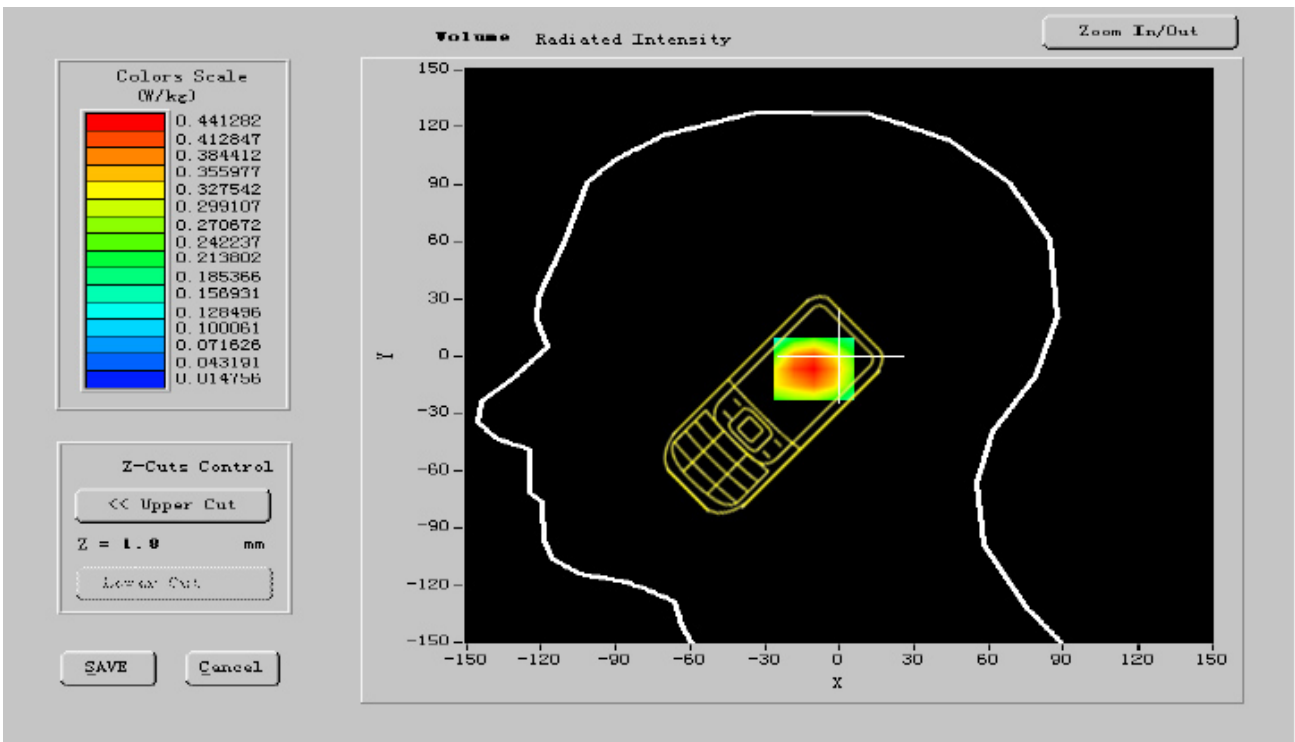 Volume Radiated Intensity
Zoom In/Out
Colors Scale
(W/kg)
0.441282
0.412847
0.384412
0.355977
0.327542
0.299107
0.270672
0.242237
0.213802
0.185366
0.156931
0.128496
0.100061
0.071626
0.043191
0.014756
Z-Cuts Control
<< Upper Cut
Z = 1.0 mm
Lower Cut
SAVE
Cancel
150
120
90
60
30
0
-30
-60
-90
-120
-150
Y
-150 -120 -90 -60 -30 0 30 60 90 120 150
X